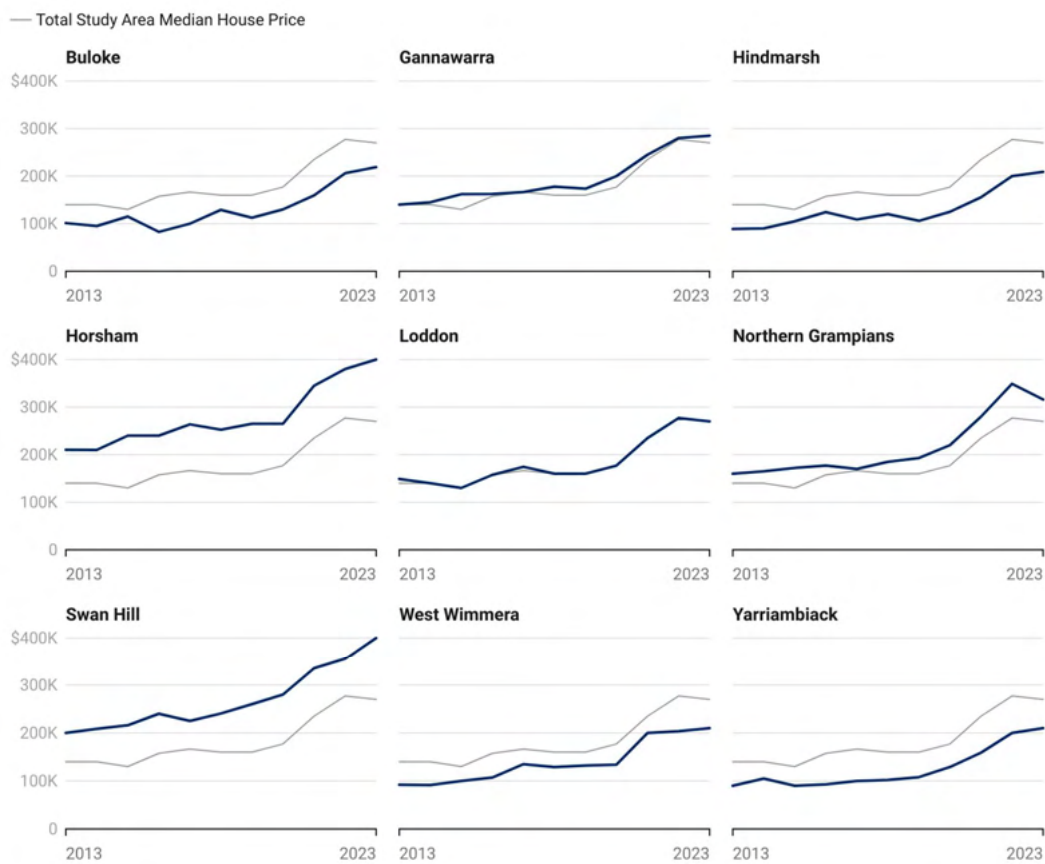 Total Study Area Median House Price
Buloke
Gannawarra
Hindmarsh
$400K
300K
200K
100K
0
2013
2023
2013
2023
2013
2023
Horsham
Loddon
Northern Grampians
$400K
300K
200K
100K
0
2013
2023
2013
2023
2013
2023
Swan Hill
West Wimmera
Yarriambiack
$400K
300K
200K
100K
0
2013
2023
2013
2023
2013
2023